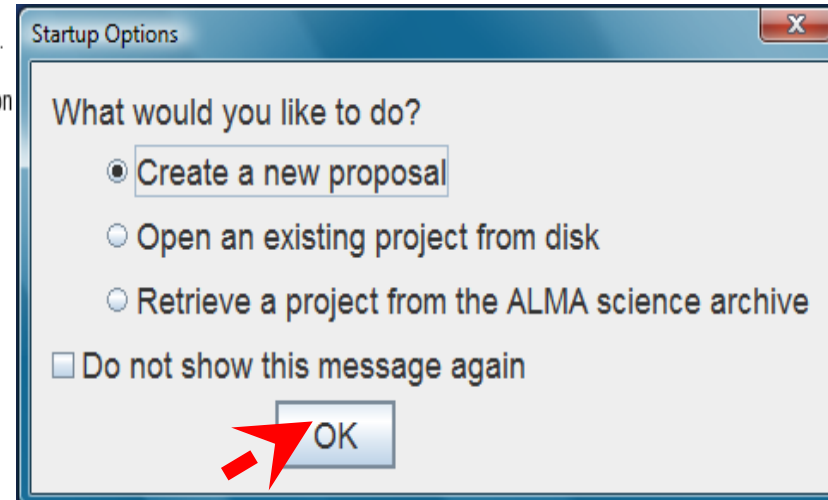 Startup Options
X
on
What would you like to do?
Create a new proposal
Open an existing project from disk
Retrieve a project from the ALMA science archive
Do not show this message again
OK